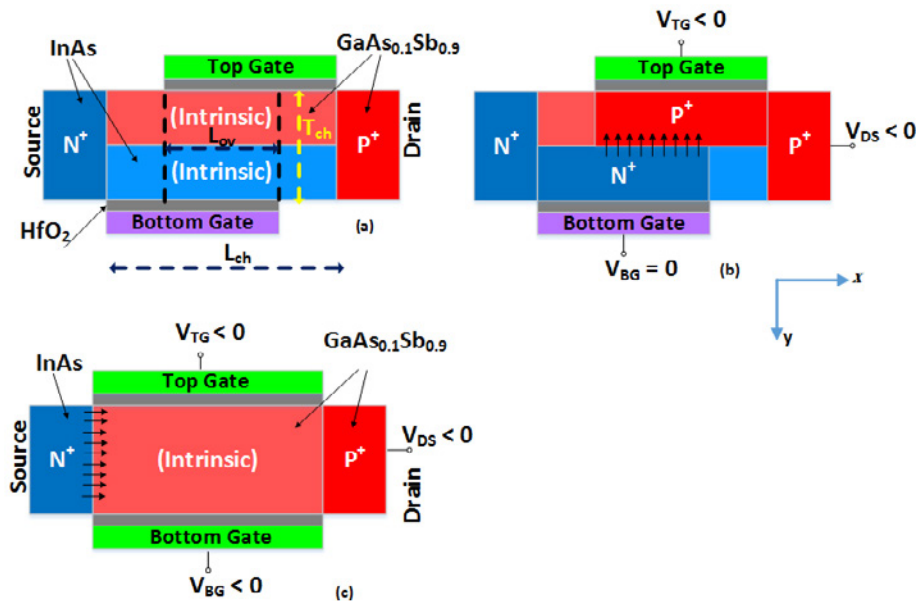 InAs
GaAs0.1Sb0.9
Top Gate
(Intrinsic)
Lov
Tch
(Intrinsic)
Source
N+
P+
Drain
HfO2
Bottom Gate
(a)
Lch
VTG < 0
Top Gate
P+
N+
N+
P+
VDS < 0
Bottom Gate
VBG = 0
(b)
x
y
VTG < 0
InAs
GaAs0.1Sb0.9
Top Gate
Source
N+
(Intrinsic)
P+
VDS < 0
Drain
Bottom Gate
VBG < 0
(c)